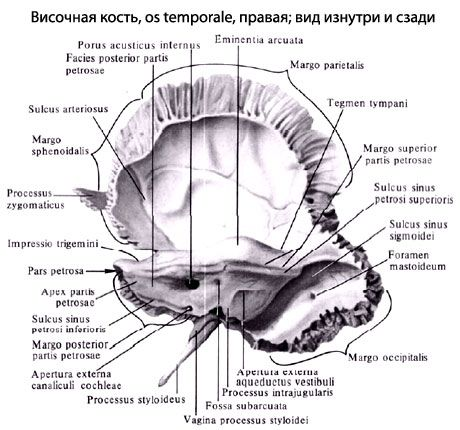 Височная кость, os temporale, правая; вид изнутри и сзади
Porus acusticus internus
Eminentia arcuata
Facies posterior partis
petrosae
Margo parietalis
Sulcus arteriosus
Tegmen tympani
Margo
sphenoidalis
Margo superior
partis petrosae
Processus
zygomaticus
Sulcus sinus
petrosi superioris
Sulcus sinus
sigmoidei
Impressio trigemini
Foramen
mastoideum
Pars petrosa
Apex partis
petrosae
Sulcus sinus
petrosi inferioris
Margo posterior
partis petrosae
Margo occipitalis
Apertura externa
canaliculi cochleae
Apertura externa
aqueductus vestibuli
Processus styloideus
Processus intrajugularis
Fossa subarcuata
Vagina processus styloidei